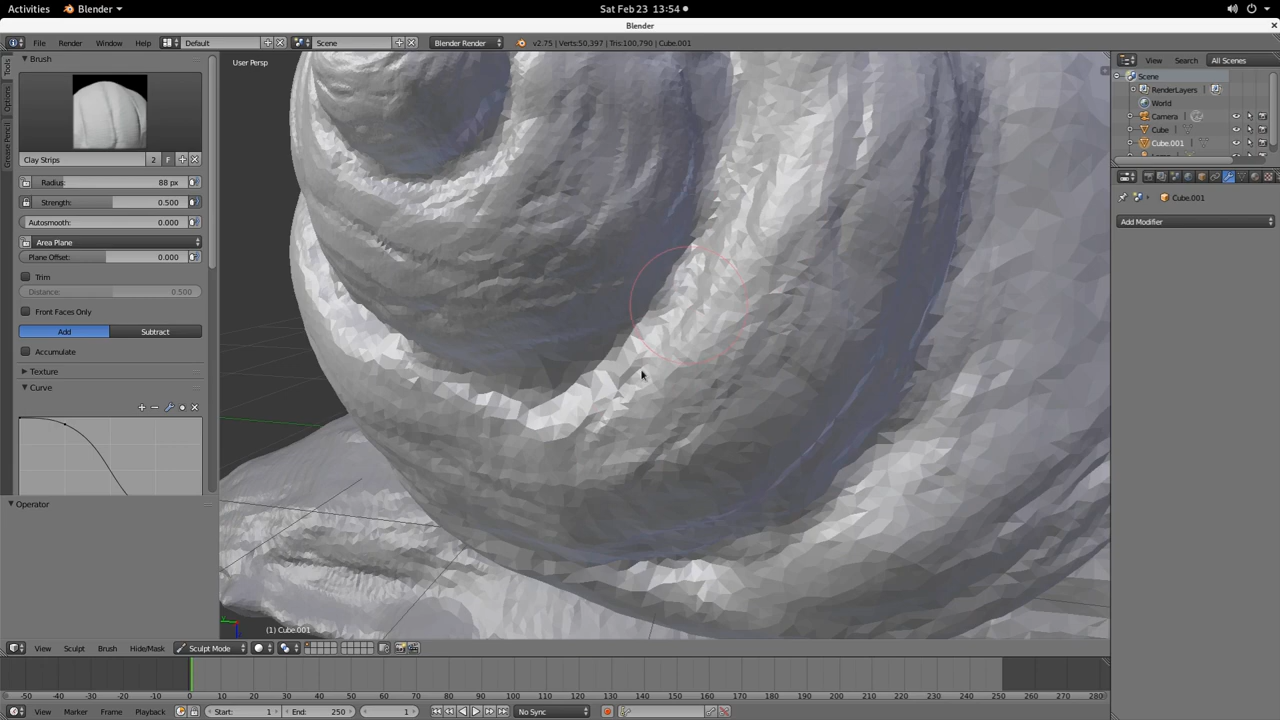 Activities Blender Sat Feb 23 13:54
Blender
File Render Window Help Default Scene Blender Render v2.75 | Verts:50,397 | Tris:100,790 | Cube.001
Brush
User Persp
View Search All Scenes
Tools
Options
Grease Pencil
Scene
RenderLayers
World
Camera
Cube
Cube.001
Clay Strips 2 F
Radius: 88 px
Strength: 0.500
Autosmooth: 0.000
Area Plane
Plane Offset: 0.000
Trim
Distance: 0.500
Front Faces Only
Add Subtract
Accumulate
Texture
Curve
Operator
Cube.001
Add Modifier
(1) Cube.001
View Sculpt Brush Hide/Mask Sculpt Mode
-50 -40 -30 -20 -10 0 10 20 30 40 50 60 70 80 90 100 110 120 130 140 150 160 170 180 190 200 210 220 230 240 250 260 270 280
View Marker Frame Playback Start: 1 End: 250 1 No Sync